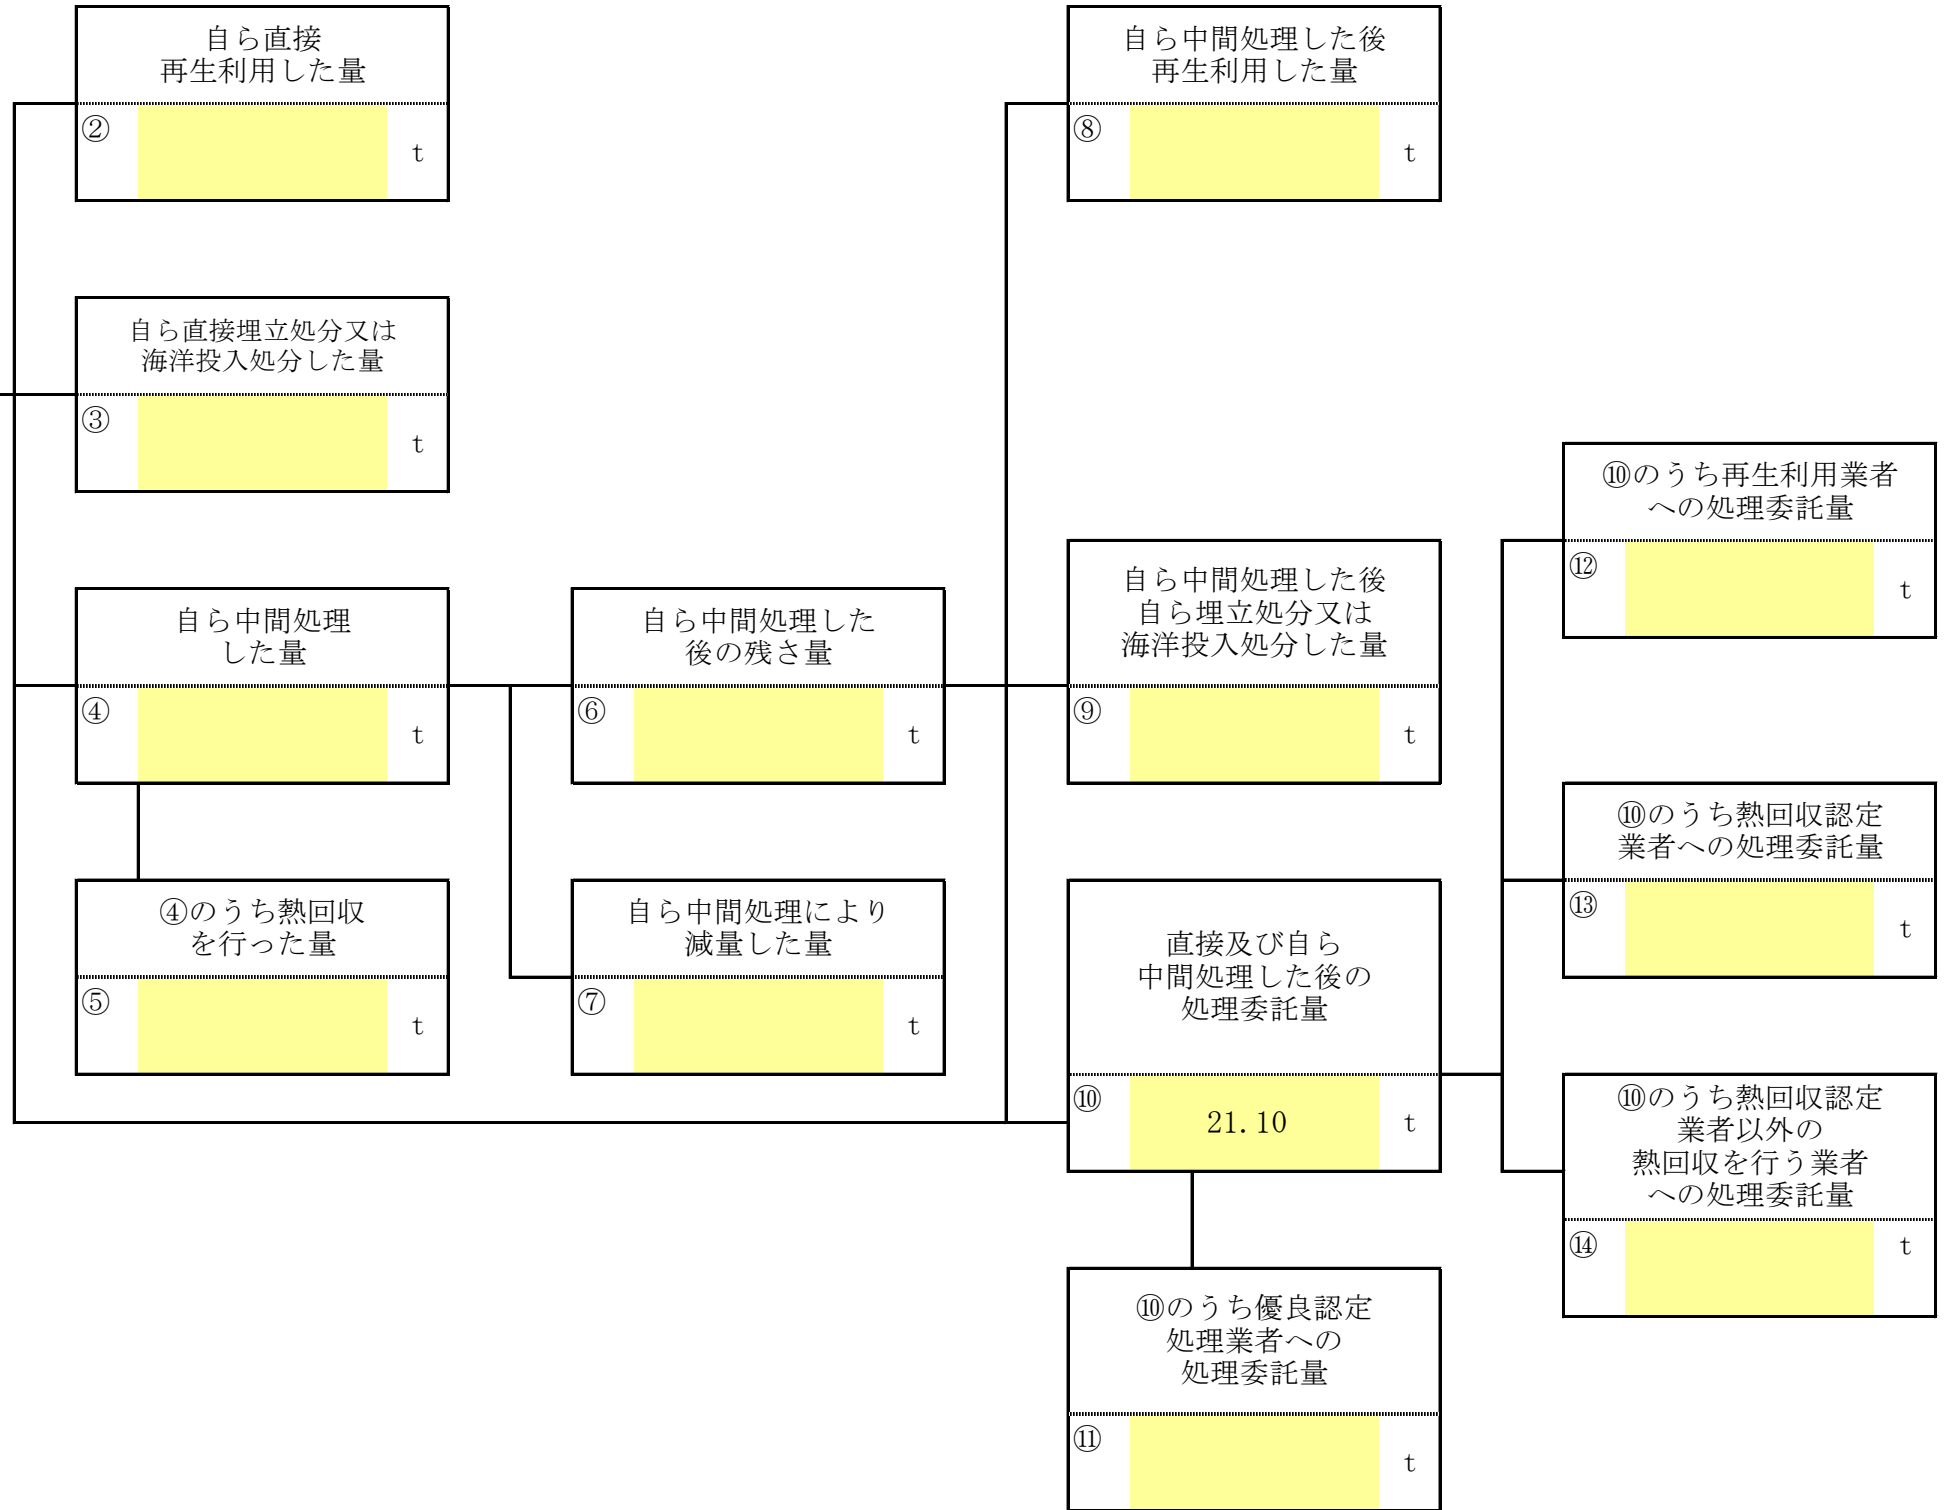 自ら直接
再生利用した量
②
t
自ら中間処理した後
再生利用した量
⑧
t
自ら直接埋立処分又は
海洋投入処分した量
③
t
⑩のうち再生利用業者
への処理委託量
⑫
t
自ら中間処理
した量
④
t
自ら中間処理した
後の残さ量
⑥
t
自ら中間処理した後
自ら埋立処分又は
海洋投入処分した量
⑨
t
⑩のうち熱回収認定
業者への処理委託量
⑬
t
④のうち熱回収
を行った量
⑤
t
自ら中間処理により
減量した量
⑦
t
直接及び自ら
中間処理した後の
処理委託量
⑩
21.10
t
⑩のうち熱回収認定
業者以外の
熱回収を行う業者
への処理委託量
⑭
t
⑩のうち優良認定
処理業者への
処理委託量
⑪
t